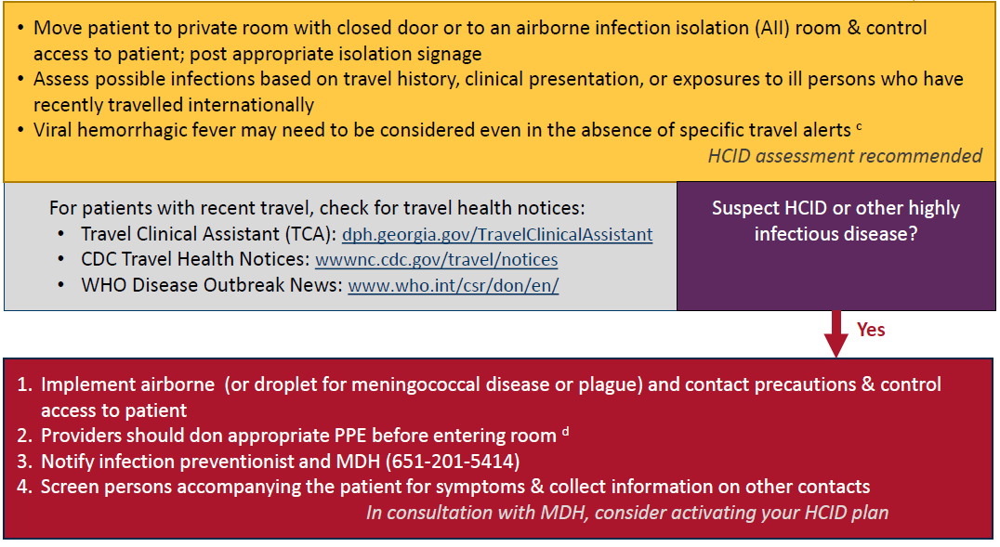 • Move patient to private room with closed door or to an airborne infection isolation (AII) room & control
access to patient; post appropriate isolation signage
• Assess possible infections based on travel history, clinical presentation, or exposures to ill persons who have
recently travelled internationally
• Viral hemorrhagic fever may need to be considered even in the absence of specific travel alerts c
HCID assessment recommended
For patients with recent travel, check for travel health notices:
• Travel Clinical Assistant (TCA): dph.georgia.gov/TravelClinicalAssistant
• CDC Travel Health Notices: wwwnc.cdc.gov/travel/notices
• WHO Disease Outbreak News: www.who.int/csr/don/en/
Suspect HCID or other highly
infectious disease?
Yes
1. Implement airborne (or droplet for meningococcal disease or plague) and contact precautions & control
access to patient
2. Providers should don appropriate PPE before entering room d
3. Notify infection preventionist and MDH (651-201-5414)
4. Screen persons accompanying the patient for symptoms & collect information on other contacts
In consultation with MDH, consider activating your HCID plan